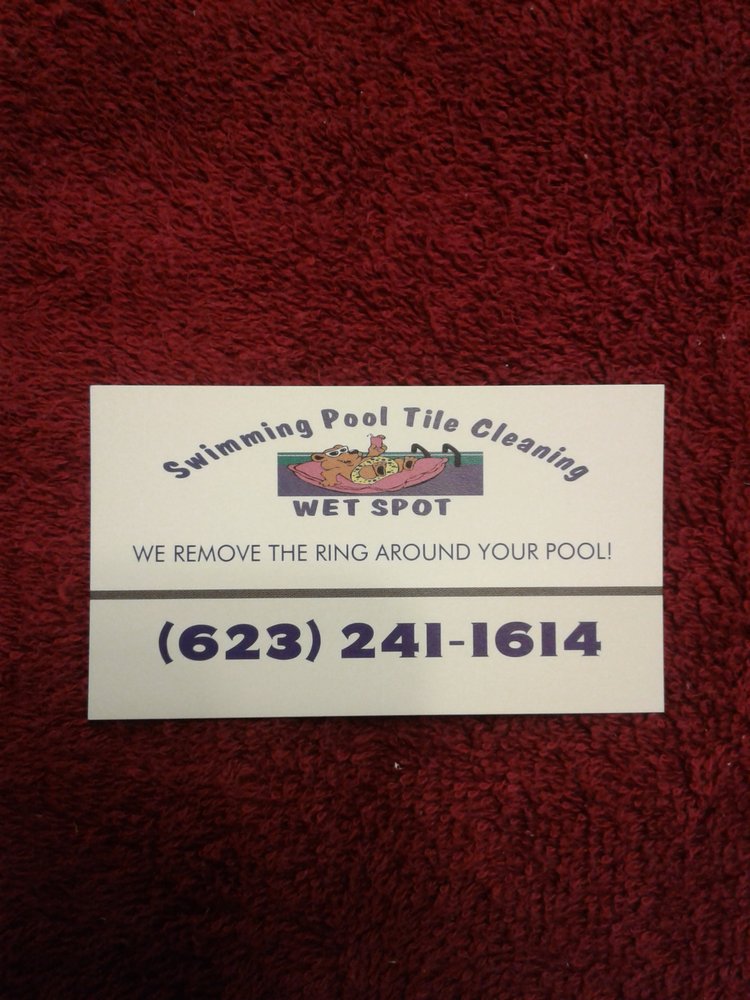 Swimming Pool Tile Cleaning
WET SPOT
WE REMOVE THE RING AROUND YOUR POOL!
(623) 241-1614